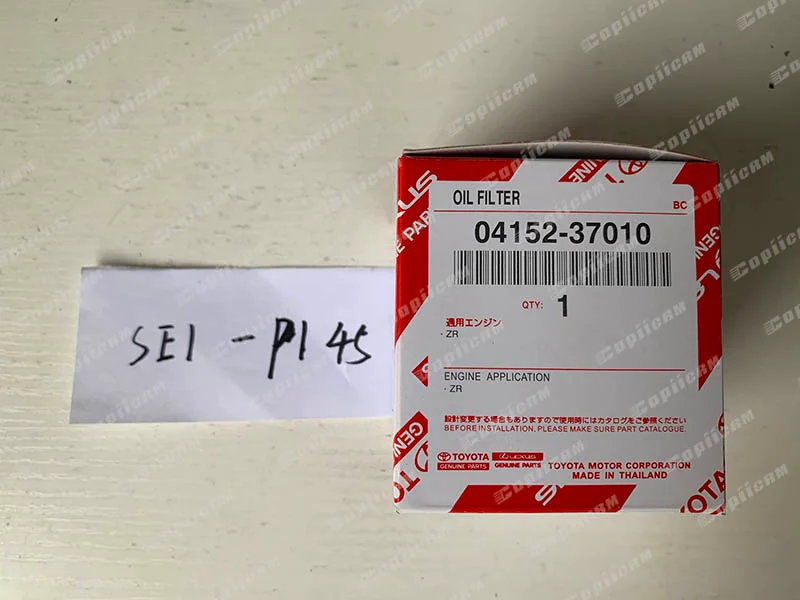 SE1 - P145
OIL FILTER
BC
04152-37010
QTY: 1
適用エンジン
・ZR
ENGINE APPLICATION
・ZR
設計変更する場合もありますので使用時にはカタログをご参照ください
BEFORE INSTALLATION, PLEASE MAKE SURE PART CATALOGUE.
TOYOTA
GENUINE PARTS
LEXUS
GENUINE PARTS
TOYOTA MOTOR CORPORATION
MADE IN THAILAND
Copiicam